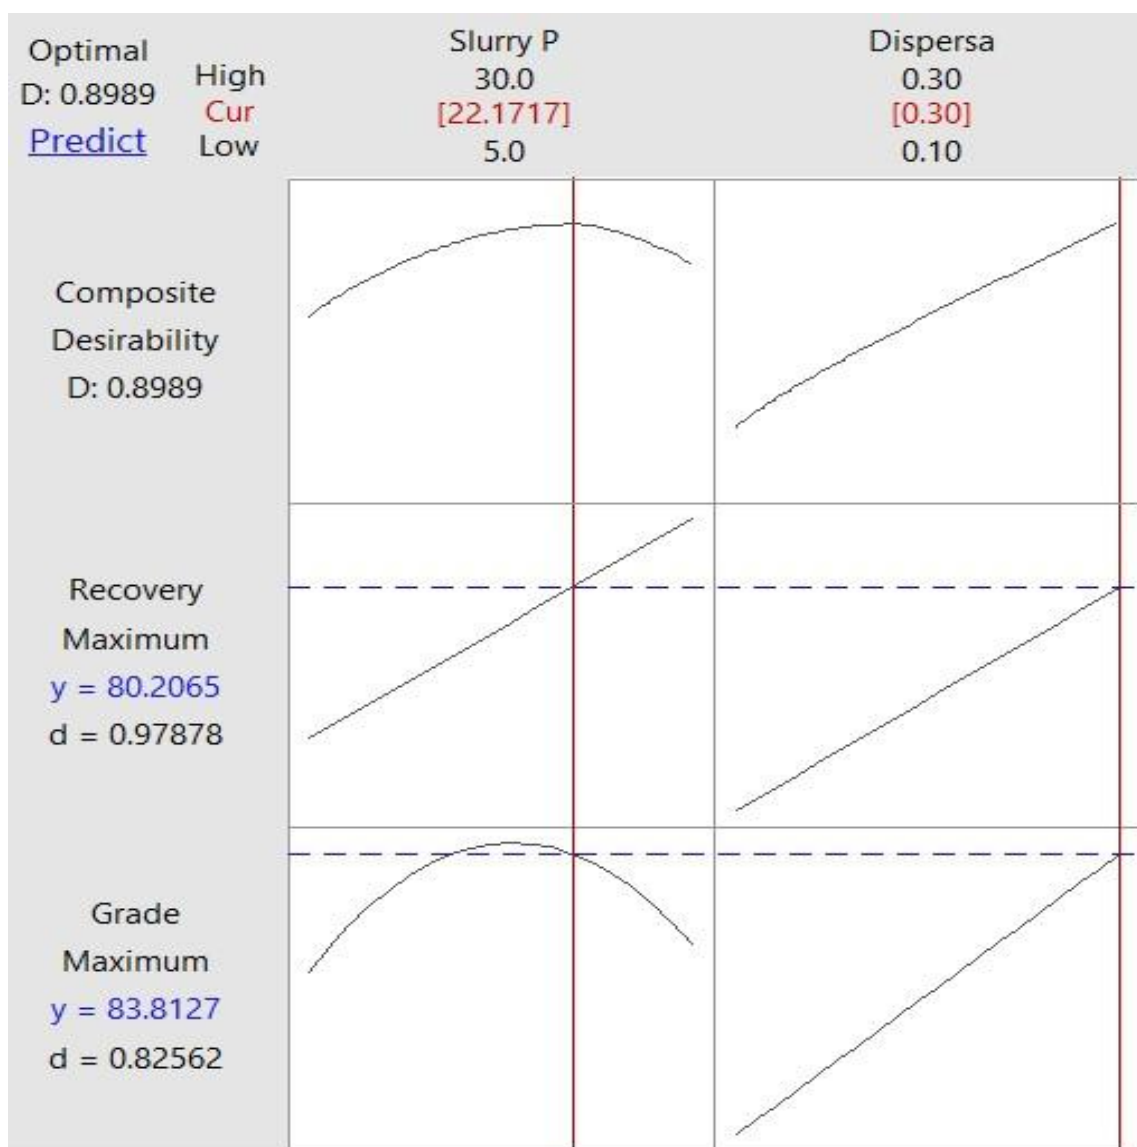 Optimal
D: 0.8989
Predict
High
Cur
Low
Slurry P
30.0
[22.1717]
5.0
Dispersa
0.30
[0.30]
0.10
Composite
Desirability
D: 0.8989
Recovery
Maximum
y = 80.2065
d = 0.97878
Grade
Maximum
y = 83.8127
d = 0.82562